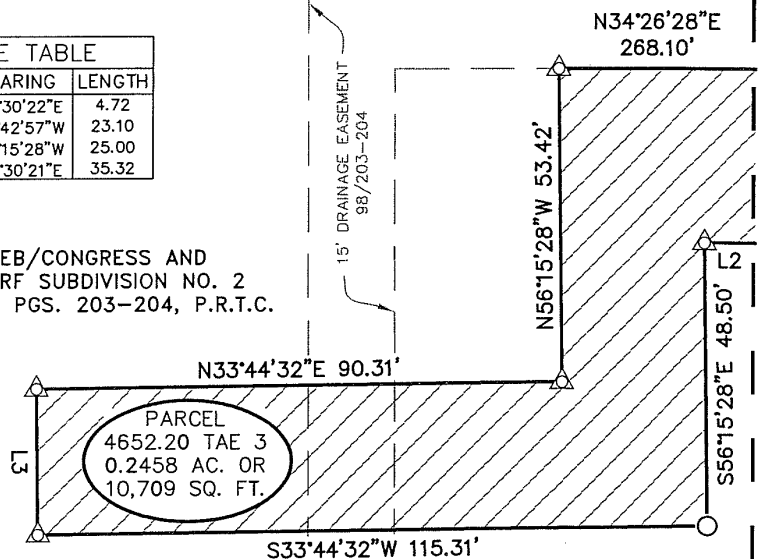 E TABLE
ARING LENGTH
°30'22"E 4.72
°42'57"W 23.10
°15'28"W 25.00
°30'21"E 35.32
15' DRAINAGE EASEMENT
98/203-204
N34°26'28"E
268.10'
N56°15'28"W 53.42'
EB/CONGRESS AND
RF SUBDIVISION NO. 2
PGS. 203-204, P.R.T.C.
L2
S56°15'28"E 48.50'
N33°44'32"E 90.31'
L3
PARCEL
4652.20 TAE 3
0.2458 AC. OR
10,709 SQ. FT.
S33°44'32"W 115.31'